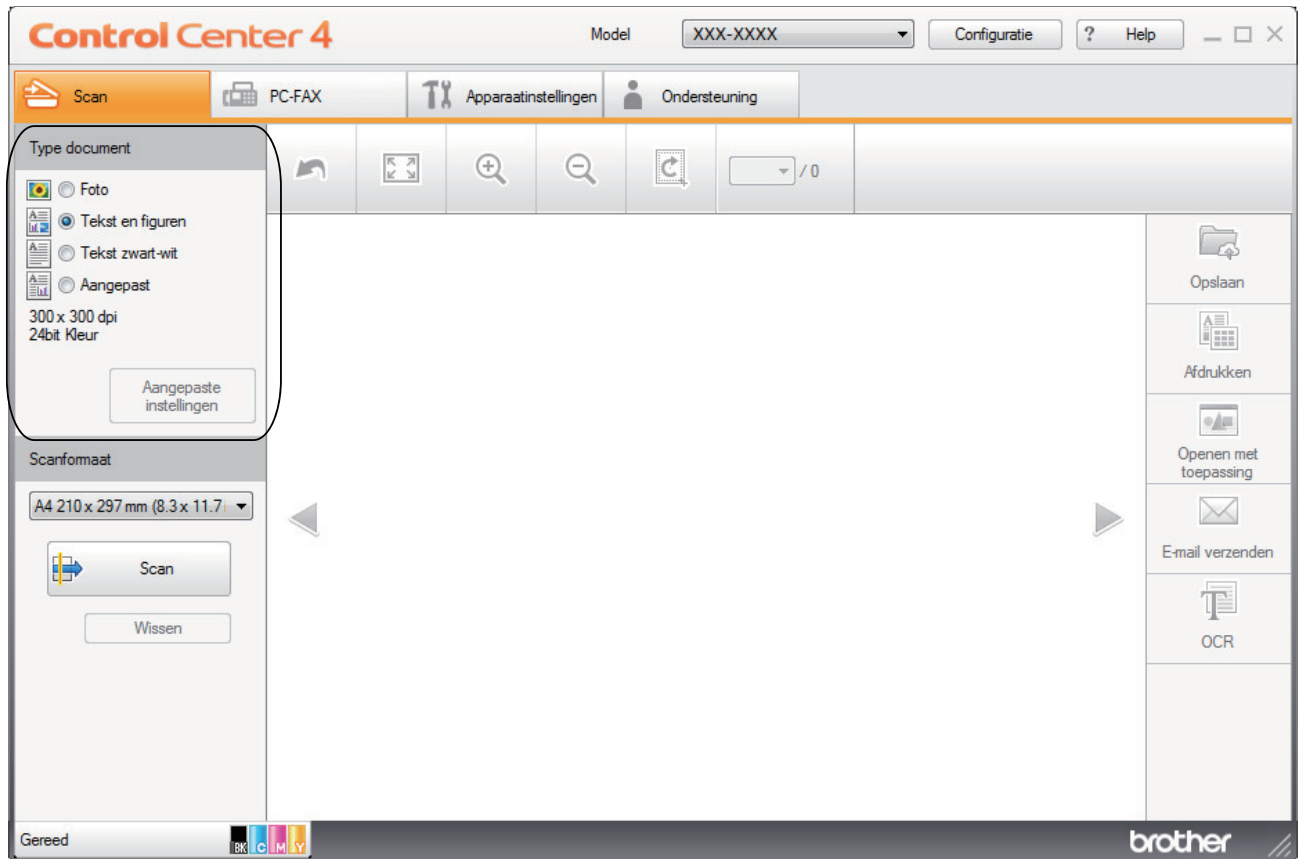 Control Center 4
Model
XXX-XXXX
Configuratie
? Help
Scan
PC-FAX
Apparaatinstellingen
Ondersteuning
Type document
/ 0
Foto
Tekst en figuren
Tekst zwart-wit
Aangepast
300 x 300 dpi
24bit Kleur
Aangepaste
instellingen
Scanformaat
A4 210 x 297 mm (8.3 x 11.7
Scan
Wissen
Opslaan
Afdrukken
Openen met
toepassing
E-mail verzenden
OCR
Gereed
BK C M Y
brother